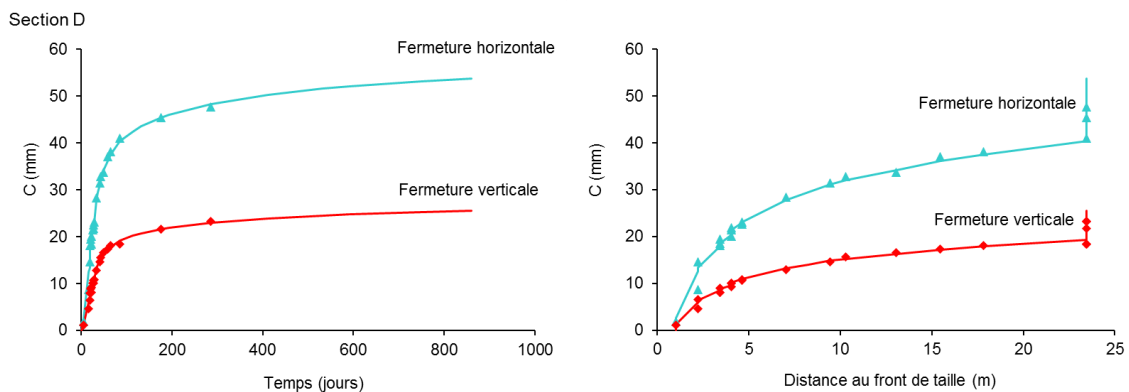 Section D
60
50
40
30
20
10
0
C (mm)
Fermeture horizontale
Fermeture verticale
0
200
400
600
800
1000
Temps (jours)
60
50
40
30
20
10
0
C (mm)
Fermeture horizontale
Fermeture verticale
0
5
10
15
20
25
Distance au front de taille (m)